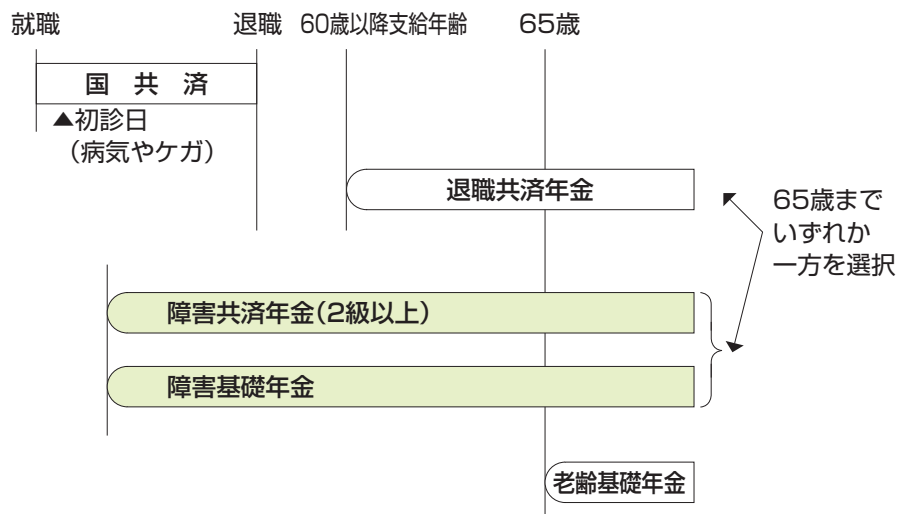 就職 退職 60歳以降支給年齢 65歳
国 共 済
▲初診日
(病気やケガ)
退職共済年金
65歳まで
いずれか
一方を選択
障害共済年金(2級以上)
障害基礎年金
老齢基礎年金